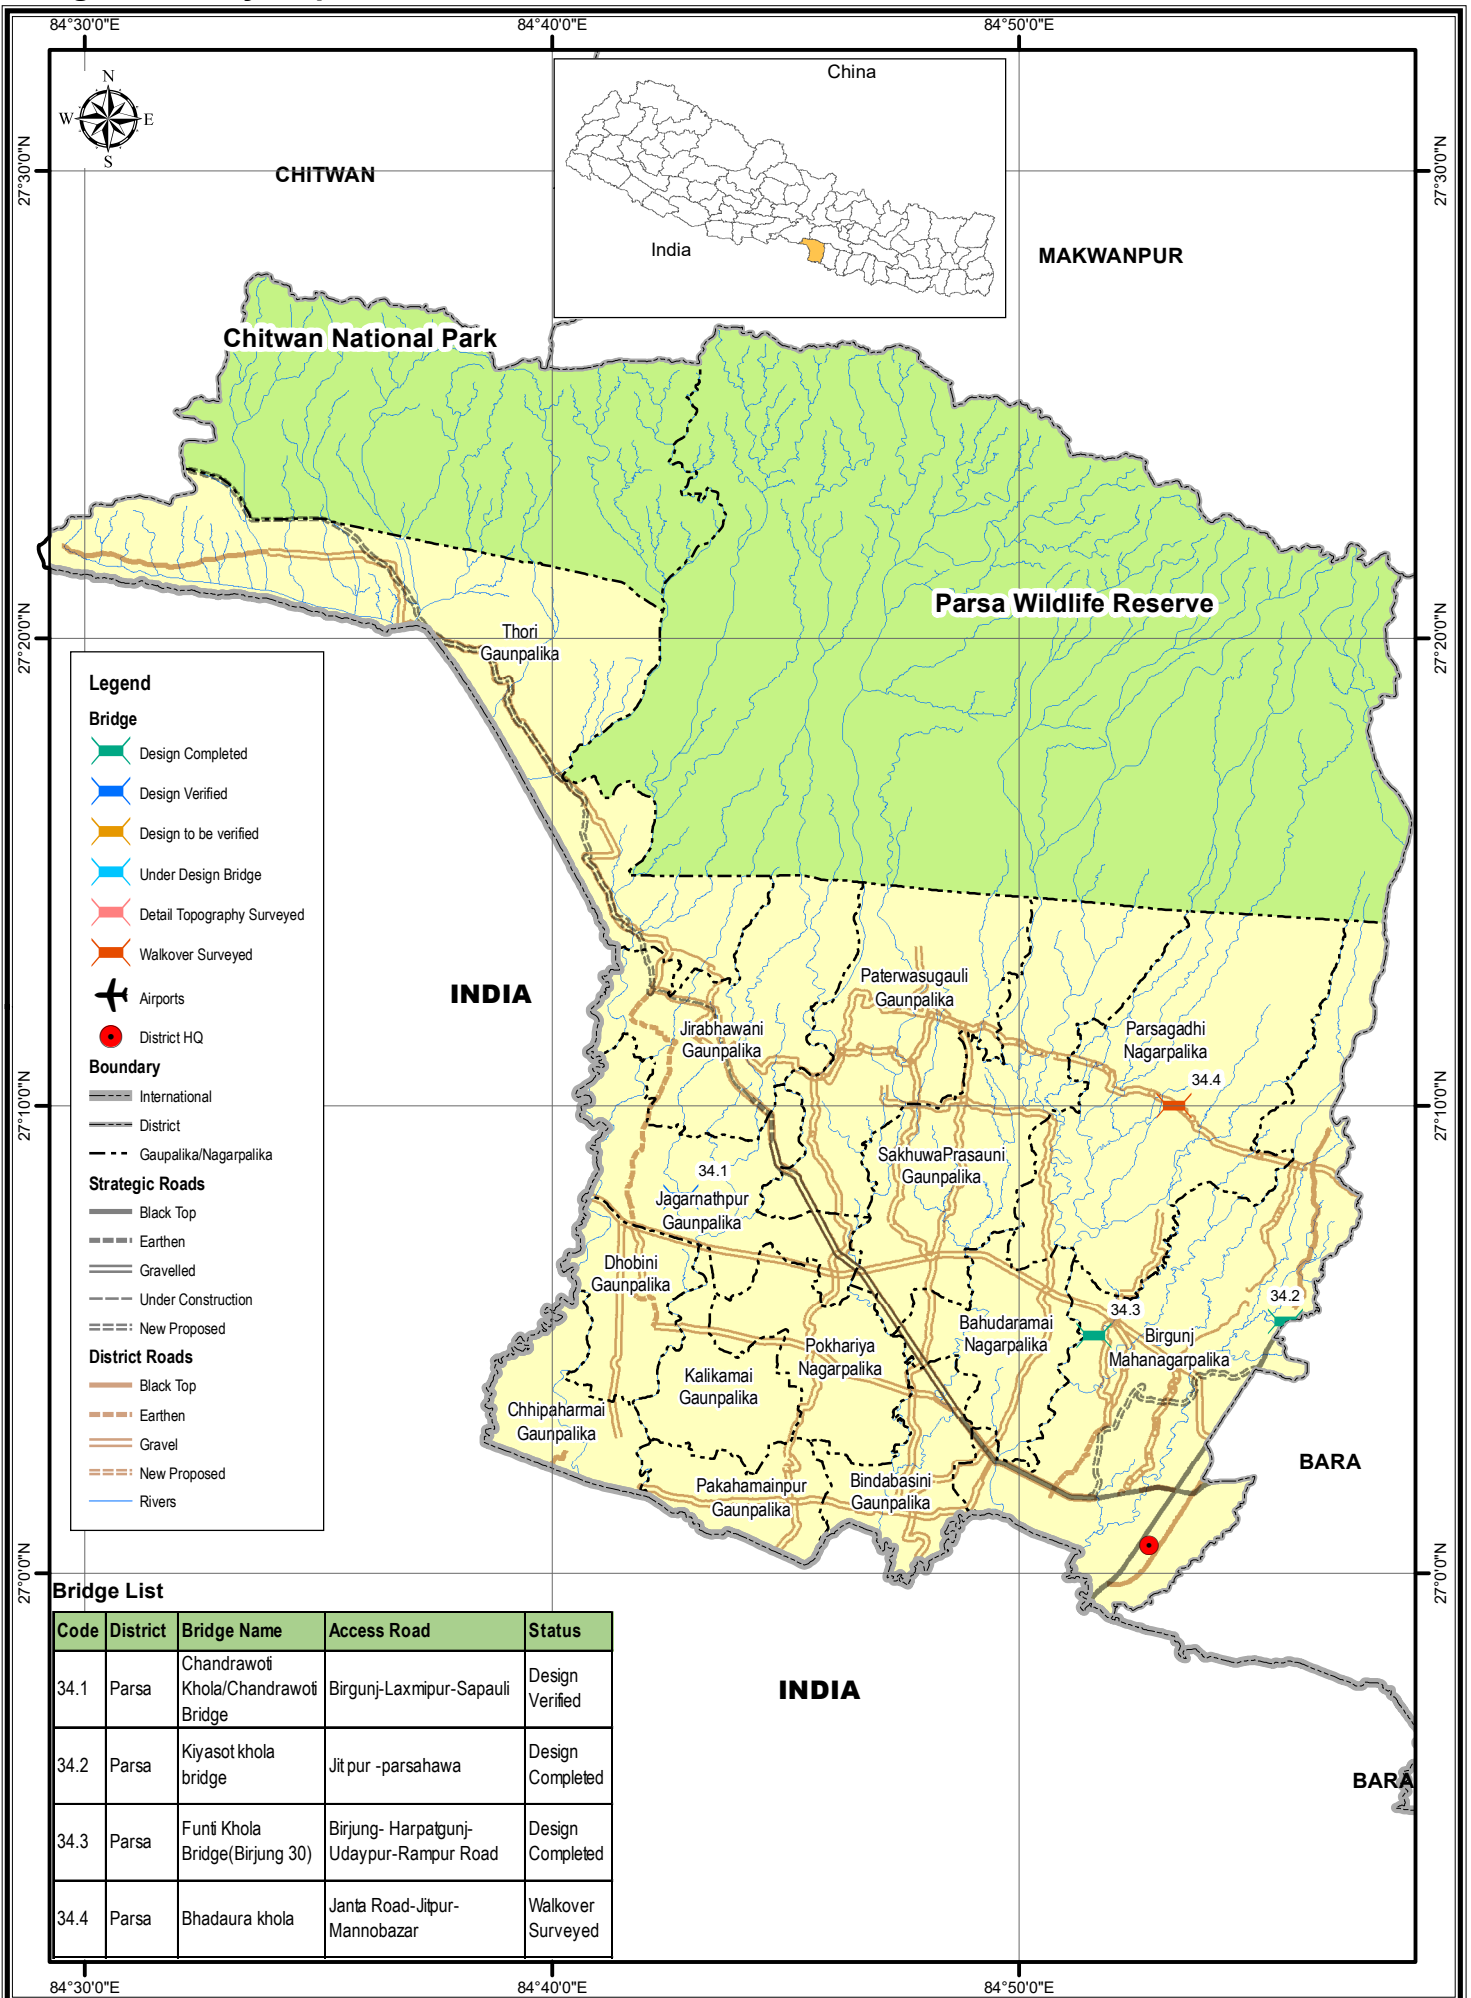 84°30'0"E
84°40'0"E
84°50'0"E
N
W
E
S
China
India
27°30'0"N
27°30'0"N
CHITWAN
MAKWANPUR
Chitwan National Park
Parsa Wildlife Reserve
27°20'0"N
27°20'0"N
Thori
Gaunpalika
Legend
Bridge
Design Completed
Design Verified
Design to be verified
Under Design Bridge
Detail Topography Surveyed
Walkover Surveyed
Airports
District HQ
Boundary
International
District
Gaupalika/Nagarpalika
Strategic Roads
Black Top
Earthen
Gravelled
Under Construction
New Proposed
District Roads
Black Top
Earthen
Gravel
New Proposed
Rivers
INDIA
Paterwasugauli
Gaunpalika
Jirabhawani
Gaunpalika
Parsagadhi
Nagarpalika
34.4
27°10'0"N
27°10'0"N
SakhuwaPrasauni
Gaunpalika
34.1
Jagarnathpur
Gaunpalika
Dhobini
Gaunpalika
34.2
34.3
Bahudaramai
Nagarpalika
Birgunj
Mahanagarpalika
Pokhariya
Nagarpalika
Kalikamai
Gaunpalika
Chhipaharmai
Gaunpalika
BARA
Pakahamainpur
Gaunpalika
Bindabasini
Gaunpalika
27°0'0"N
27°0'0"N
INDIA
BARA
Bridge List
Code District Bridge Name Access Road Status
34.1 Parsa Chandrawoti Khola/Chandrawoti Bridge Birgunj-Laxmipur-Sapauli Design Verified
34.2 Parsa Kiyasot khola bridge Jit pur -parsahawa Design Completed
34.3 Parsa Funti Khola Bridge(Birjung 30) Birjung- Harpatgunj-Udaypur-Rampur Road Design Completed
34.4 Parsa Bhadaura khola Janta Road-Jitpur-Mannobazar Walkover Surveyed
84°30'0"E
84°40'0"E
84°50'0"E